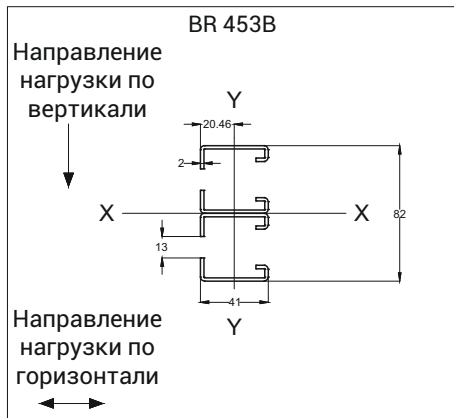 BR 453B
Направление
нагрузки по
вертикали
Y
20.46
2
X
X
82
13
41
Y
Направление
нагрузки по
горизонтали